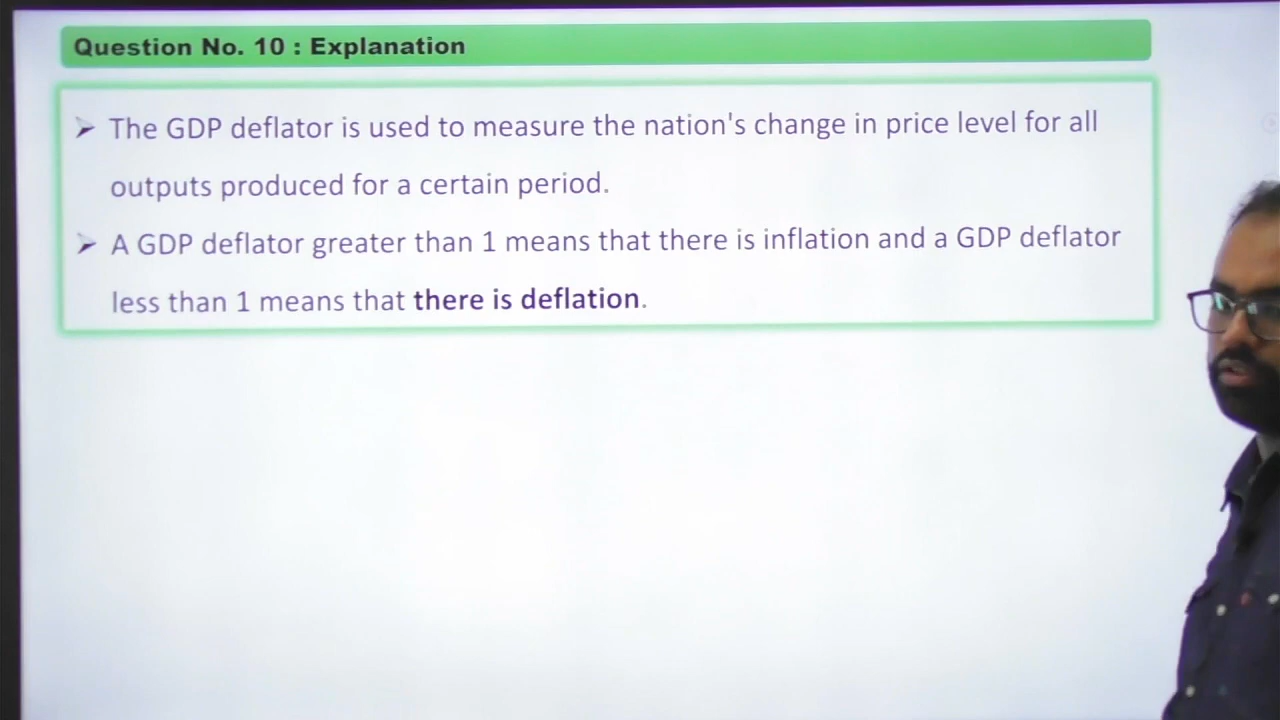 Question No. 10 : Explanation
➢ The GDP deflator is used to measure the nation's change in price level for all
outputs produced for a certain period.
➢ A GDP deflator greater than 1 means that there is inflation and a GDP deflator
less than 1 means that there is deflation.